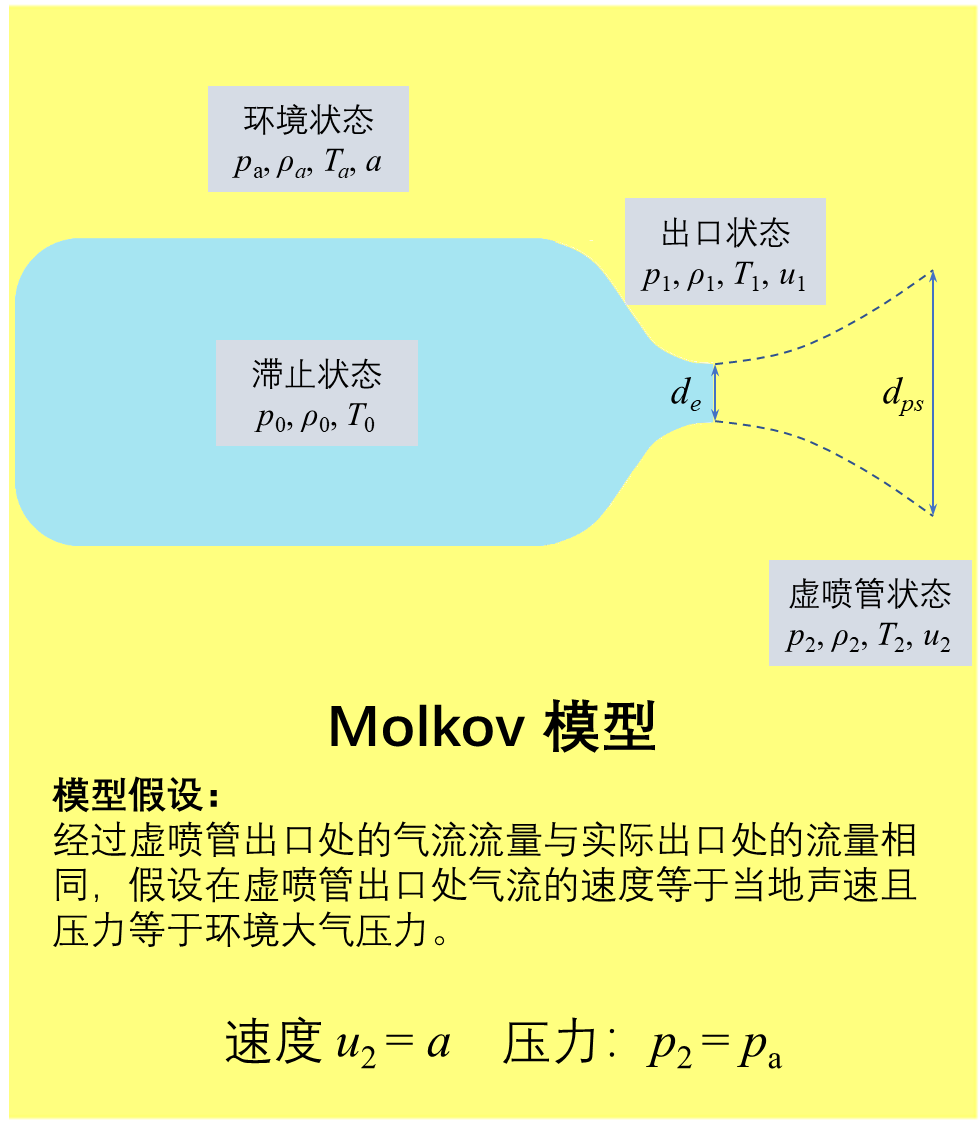 环境状态
pₐ, ρₐ, Tₐ, a
出口状态
p₁, ρ₁, T₁, u₁
滞止状态
p₀, ρ₀, T₀
dₑ
d_ps
虚喷管状态
p₂, ρ₂, T₂, u₂
Molkov 模型
模型假设：
经过虚喷管出口处的气流流量与实际出口处的流量相
同，假设在虚喷管出口处气流的速度等于当地声速且
压力等于环境大气压力。
速度 u₂ = a 压力：p₂ = pₐ